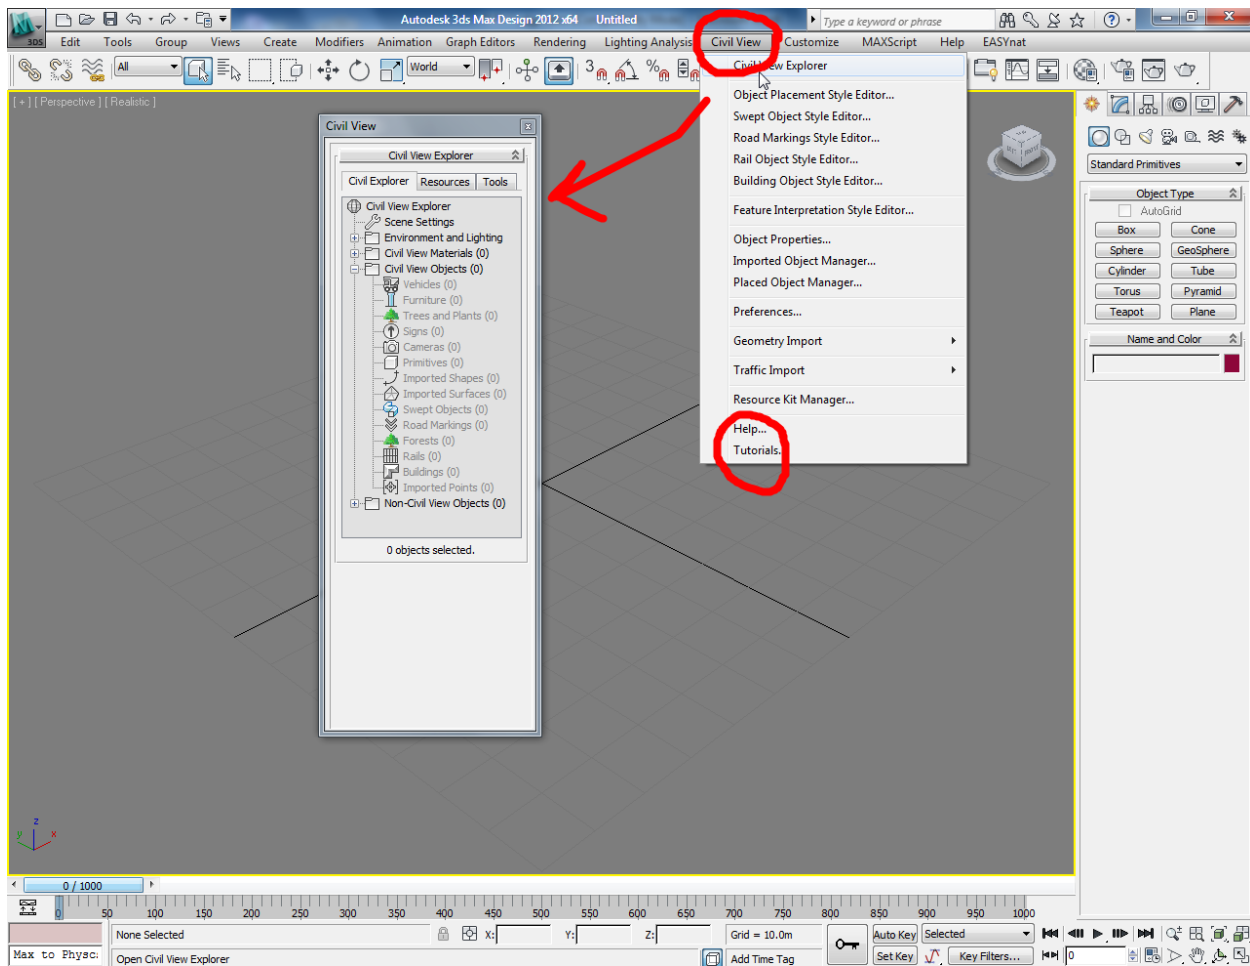 Autodesk 3ds Max Design 2012 x64 Untitled
Type a keyword or phrase
3DS
Edit Tools Group Views Create Modifiers Animation Graph Editors Rendering Lighting Analysis Civil View Customize MAXScript Help EASYnat
All
World
3
%
[ + ] [ Perspective ] [ Realistic ]
Civil View Explorer
Object Placement Style Editor...
Swept Object Style Editor...
Road Markings Style Editor...
Rail Object Style Editor...
Building Object Style Editor...
Feature Interpretation Style Editor...
Object Properties...
Imported Object Manager...
Placed Object Manager...
Preferences...
Geometry Import
Traffic Import
Resource Kit Manager...
Help...
Tutorials.
Civil View
Civil View Explorer
Civil Explorer Resources Tools
Civil View Explorer
Scene Settings
Environment and Lighting
Civil View Materials (0)
Civil View Objects (0)
Vehicles (0)
Furniture (0)
Trees and Plants (0)
Signs (0)
Cameras (0)
Primitives (0)
Imported Shapes (0)
Imported Surfaces (0)
Swept Objects (0)
Road Markings (0)
Forests (0)
Rails (0)
Buildings (0)
Imported Points (0)
Non-Civil View Objects (0)
0 objects selected.
Standard Primitives
Object Type
AutoGrid
Box Cone
Sphere GeoSphere
Cylinder Tube
Torus Pyramid
Teapot Plane
Name and Color
z
y x
0 / 1000
0 50 100 150 200 250 300 350 400 450 500 550 600 650 700 750 800 850 900 950 1000
None Selected X: Y: Z: Grid = 10.0m Auto Key Selected
Max to Physc: Open Civil View Explorer Add Time Tag Set Key Key Filters... 0